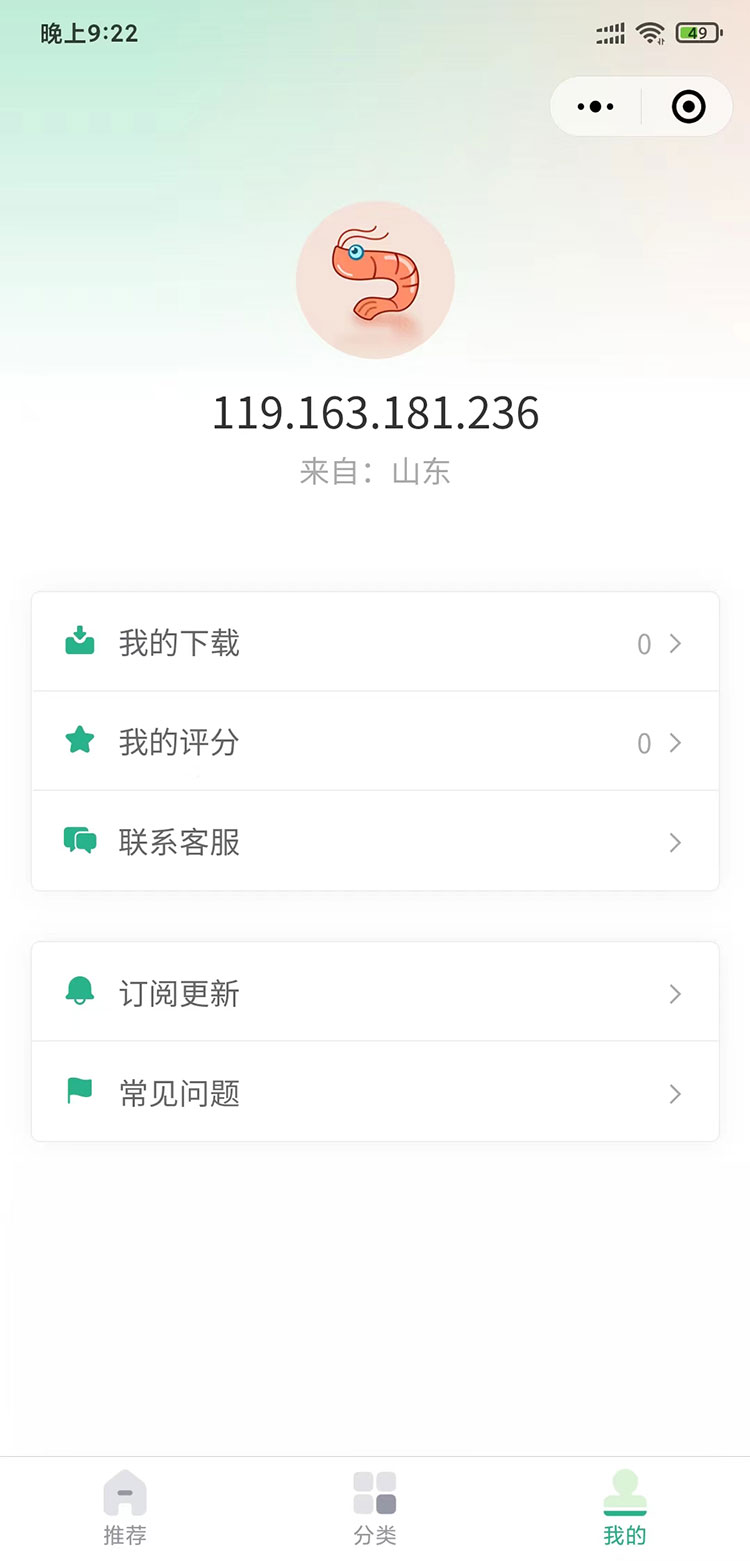 晚上9:22
49
119.163.181.236
来自：山东
我的下载 0
我的评分 0
联系客服
订阅更新
常见问题
推荐 分类 我的